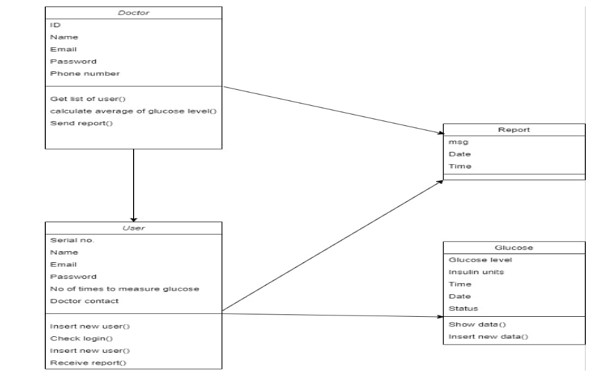 Doctor
ID
Name
Email
Password
Phone number
Get list of user()
calculate average of glucose level()
Send report()
Report
msg
Date
Time
User
Serial no.
Name
Email
Password
No of times to measure glucose
Doctor contact
Insert new user()
Check login()
Insert new user()
Receive report()
Glucose
Glucose level
Insulin units
Time
Date
Status
Show data()
Insert new data()